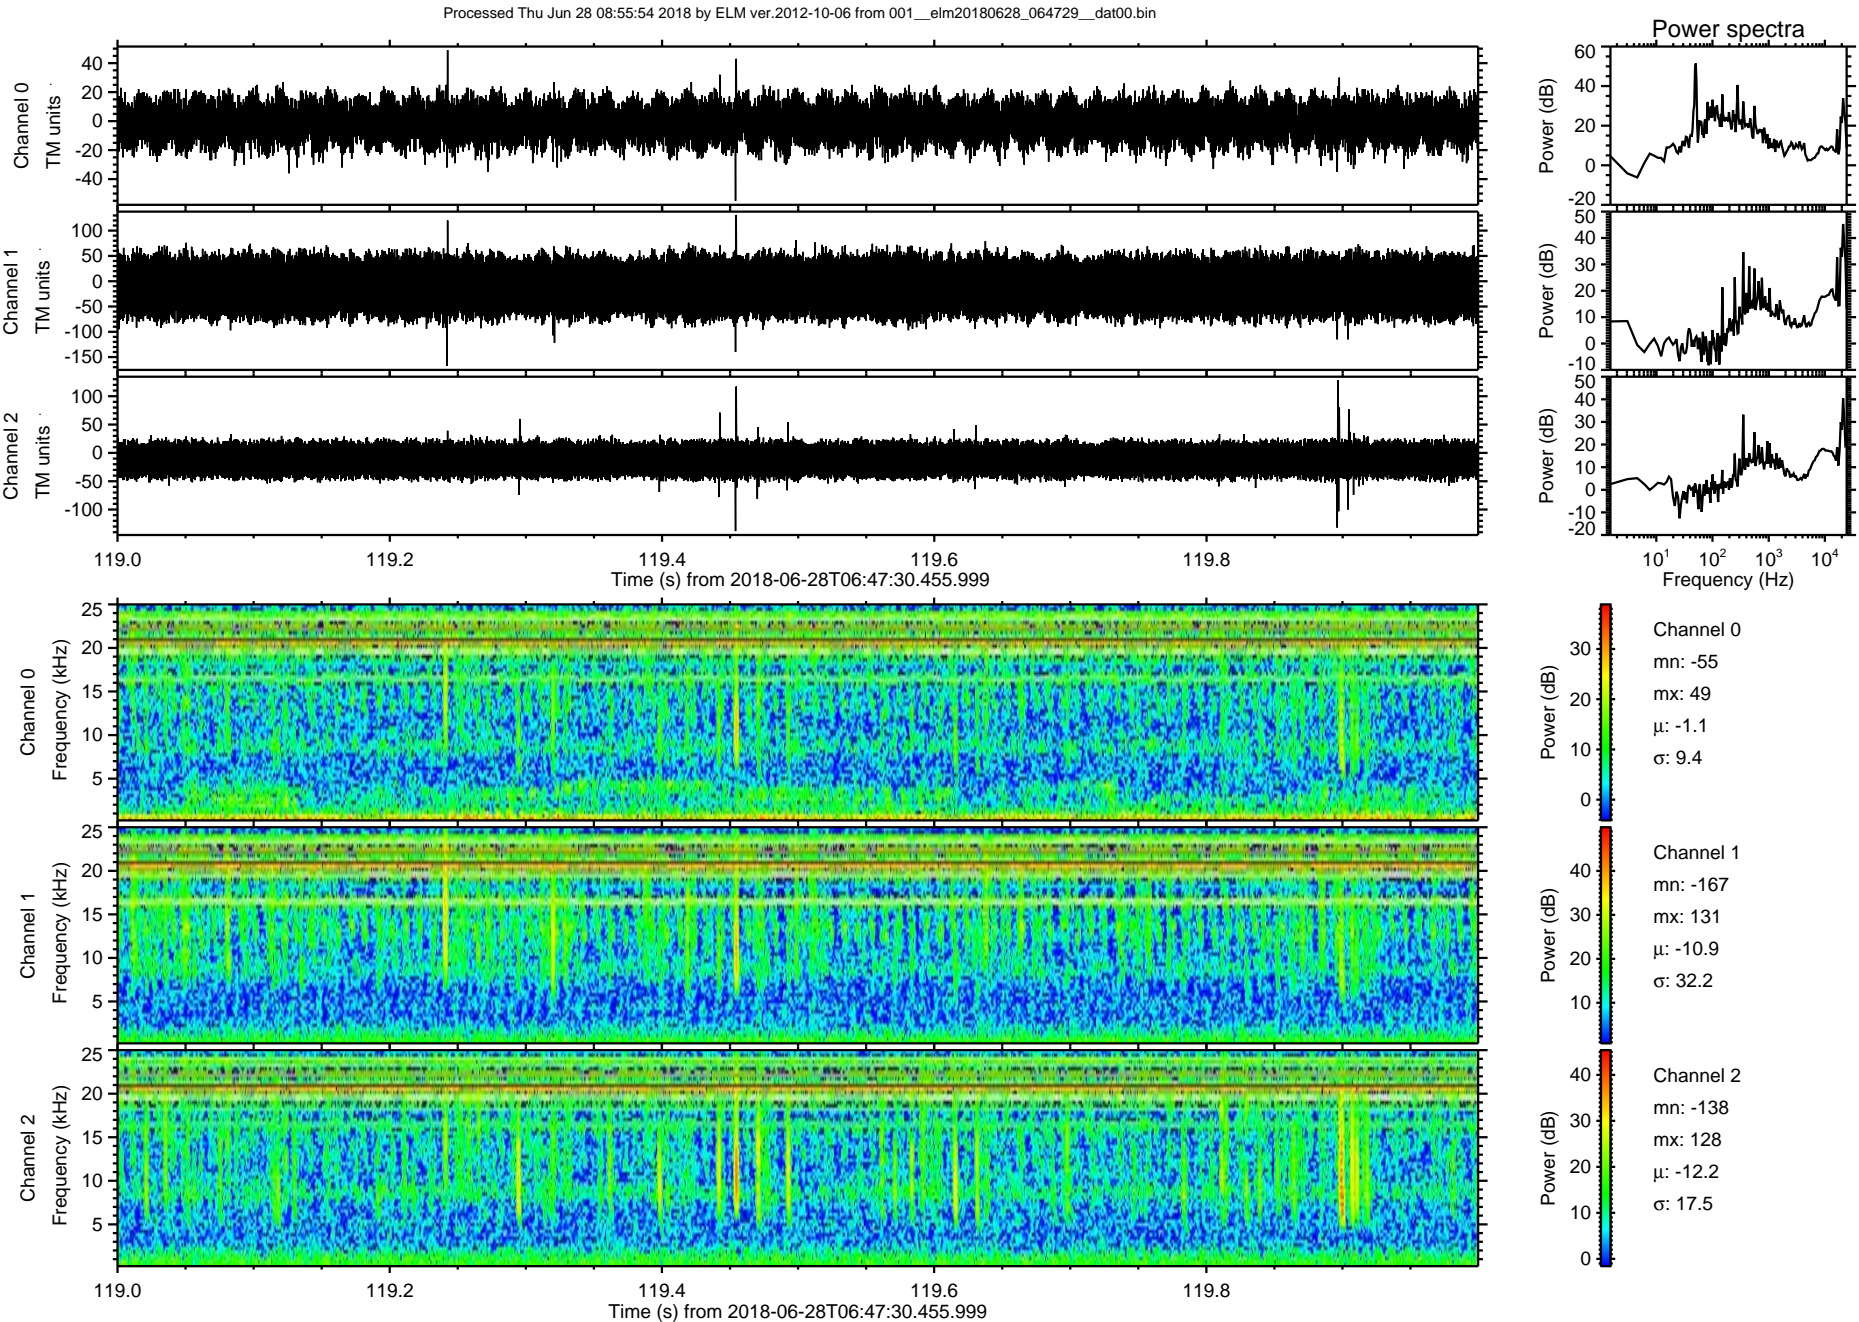 Processed Thu Jun 28 08:55:54 2018 by ELM ver.2012-10-06 from 001__elm20180628_064729__dat00.bin
Power spectra
Channel 0
TM units
40
20
0
-20
-40
Power (dB)
60
40
20
0
-20
Channel 1
TM units
100
50
0
-50
-100
-150
Power (dB)
50
40
30
20
10
0
-10
Channel 2
TM units
100
50
0
-50
-100
Power (dB)
50
40
30
20
10
0
-10
-20
119.0 119.2 119.4 119.6 119.8
Time (s) from 2018-06-28T06:47:30.455.999
10¹ 10² 10³ 10⁴
Frequency (Hz)
Channel 0
Frequency (kHz)
25
20
15
10
5
Power (dB)
30
20
10
0
Channel 0
mn: -55
mx: 49
μ: -1.1
σ: 9.4
Channel 1
Frequency (kHz)
25
20
15
10
5
Power (dB)
40
30
20
10
Channel 1
mn: -167
mx: 131
μ: -10.9
σ: 32.2
Channel 2
Frequency (kHz)
25
20
15
10
5
Power (dB)
40
30
20
10
0
Channel 2
mn: -138
mx: 128
μ: -12.2
σ: 17.5
119.0 119.2 119.4 119.6 119.8
Time (s) from 2018-06-28T06:47:30.455.999